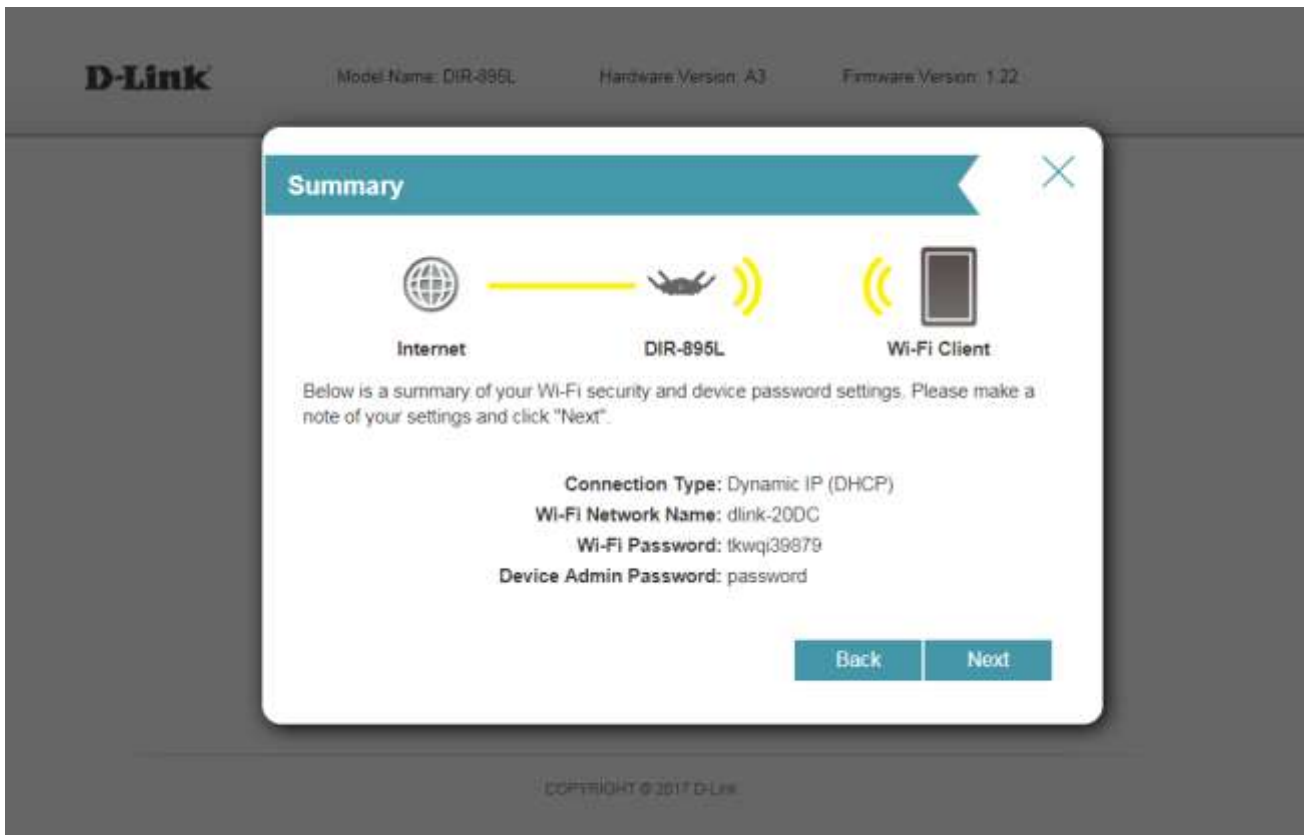 D-Link
Model Name: DIR-895L Hardware Version: A3 Firmware Version: 1.22
Summary
Internet DIR-895L Wi-Fi Client
Below is a summary of your Wi-Fi security and device password settings. Please make a
note of your settings and click "Next".
Connection Type: Dynamic IP (DHCP)
Wi-Fi Network Name: dlink-20DC
Wi-Fi Password: tkwqi39879
Device Admin Password: password
Back Next
COPYRIGHT © 2017 D-Link